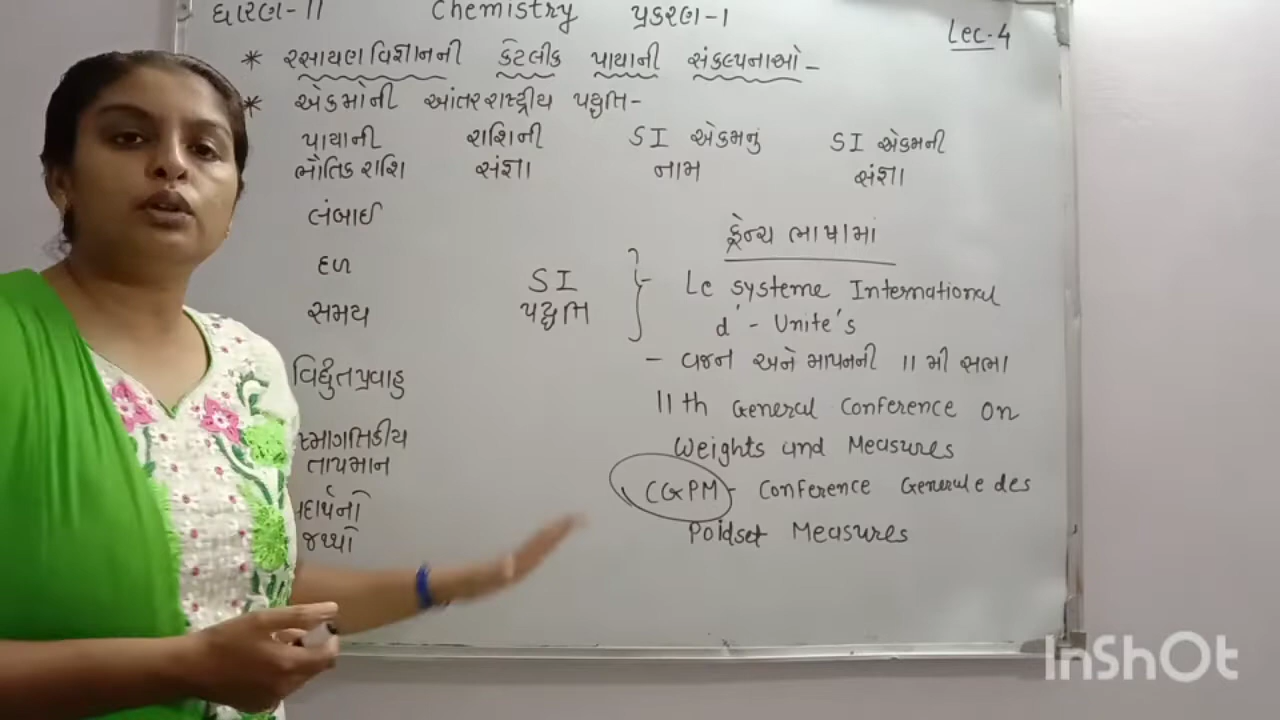 ધોરણ-11 Chemistry પ્રકરણ-1 Lec-4
* રસાયણ વિજ્ઞાનની કેટલીક પાયાની સંકલ્પનાઓ -
* એકમોની આંતરરાષ્ટ્રીય પદ્ધતિ -
પાયાની ભૌતિક રાશિ
રાશિની સંજ્ઞા
SI એકમનું નામ
SI એકમની સંજ્ઞા
લંબાઈ
દળ
સમય
વિદ્યુતપ્રવાહ
તાપમાન
જથ્થો
SI પદ્ધતિ
ફ્રેન્ચ ભાષામાં
Le systeme International
d' - Unite's
- વજન અને માપનની 11 મી સભા
11th General Conference on
Weights and Measures
CGPM - Conference Generale des
Poidset Measures
InShOt